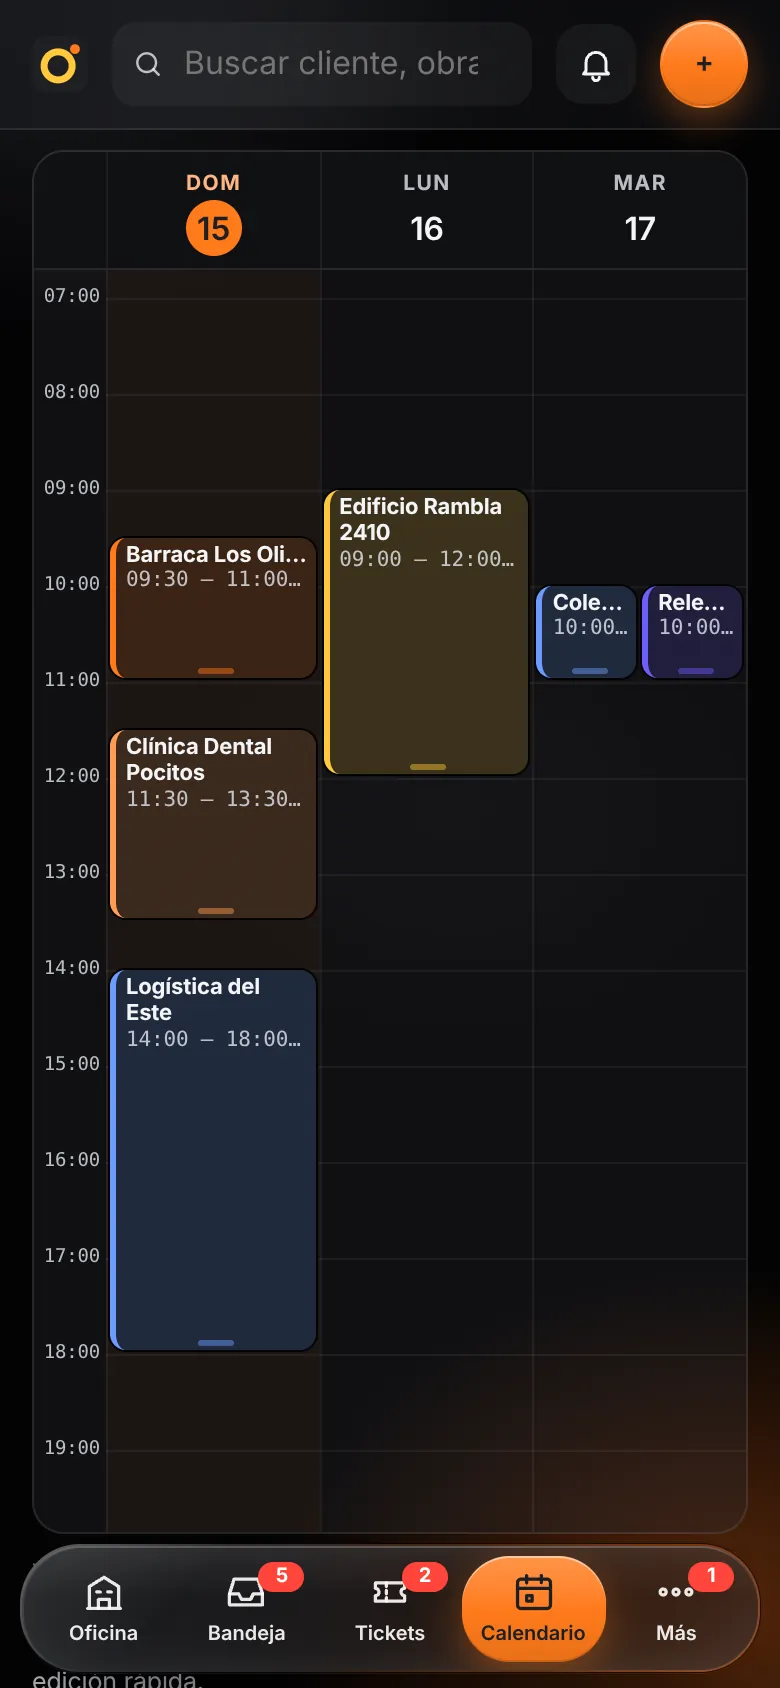 Buscar cliente, obra
+
DOM
LUN
MAR
15
16
17
07:00
08:00
09:00
10:00
11:00
12:00
13:00
14:00
15:00
16:00
17:00
18:00
19:00
Barraca Los Oli…
09:30 – 11:00…
Clínica Dental
Pocitos
11:30 – 13:30…
Logística del
Este
14:00 – 18:00…
Edificio Rambla
2410
09:00 – 12:00…
Cole…
10:00…
Rele…
10:00…
5
2
1
Oficina
Bandeja
Tickets
Calendario
Más
edición rápida.